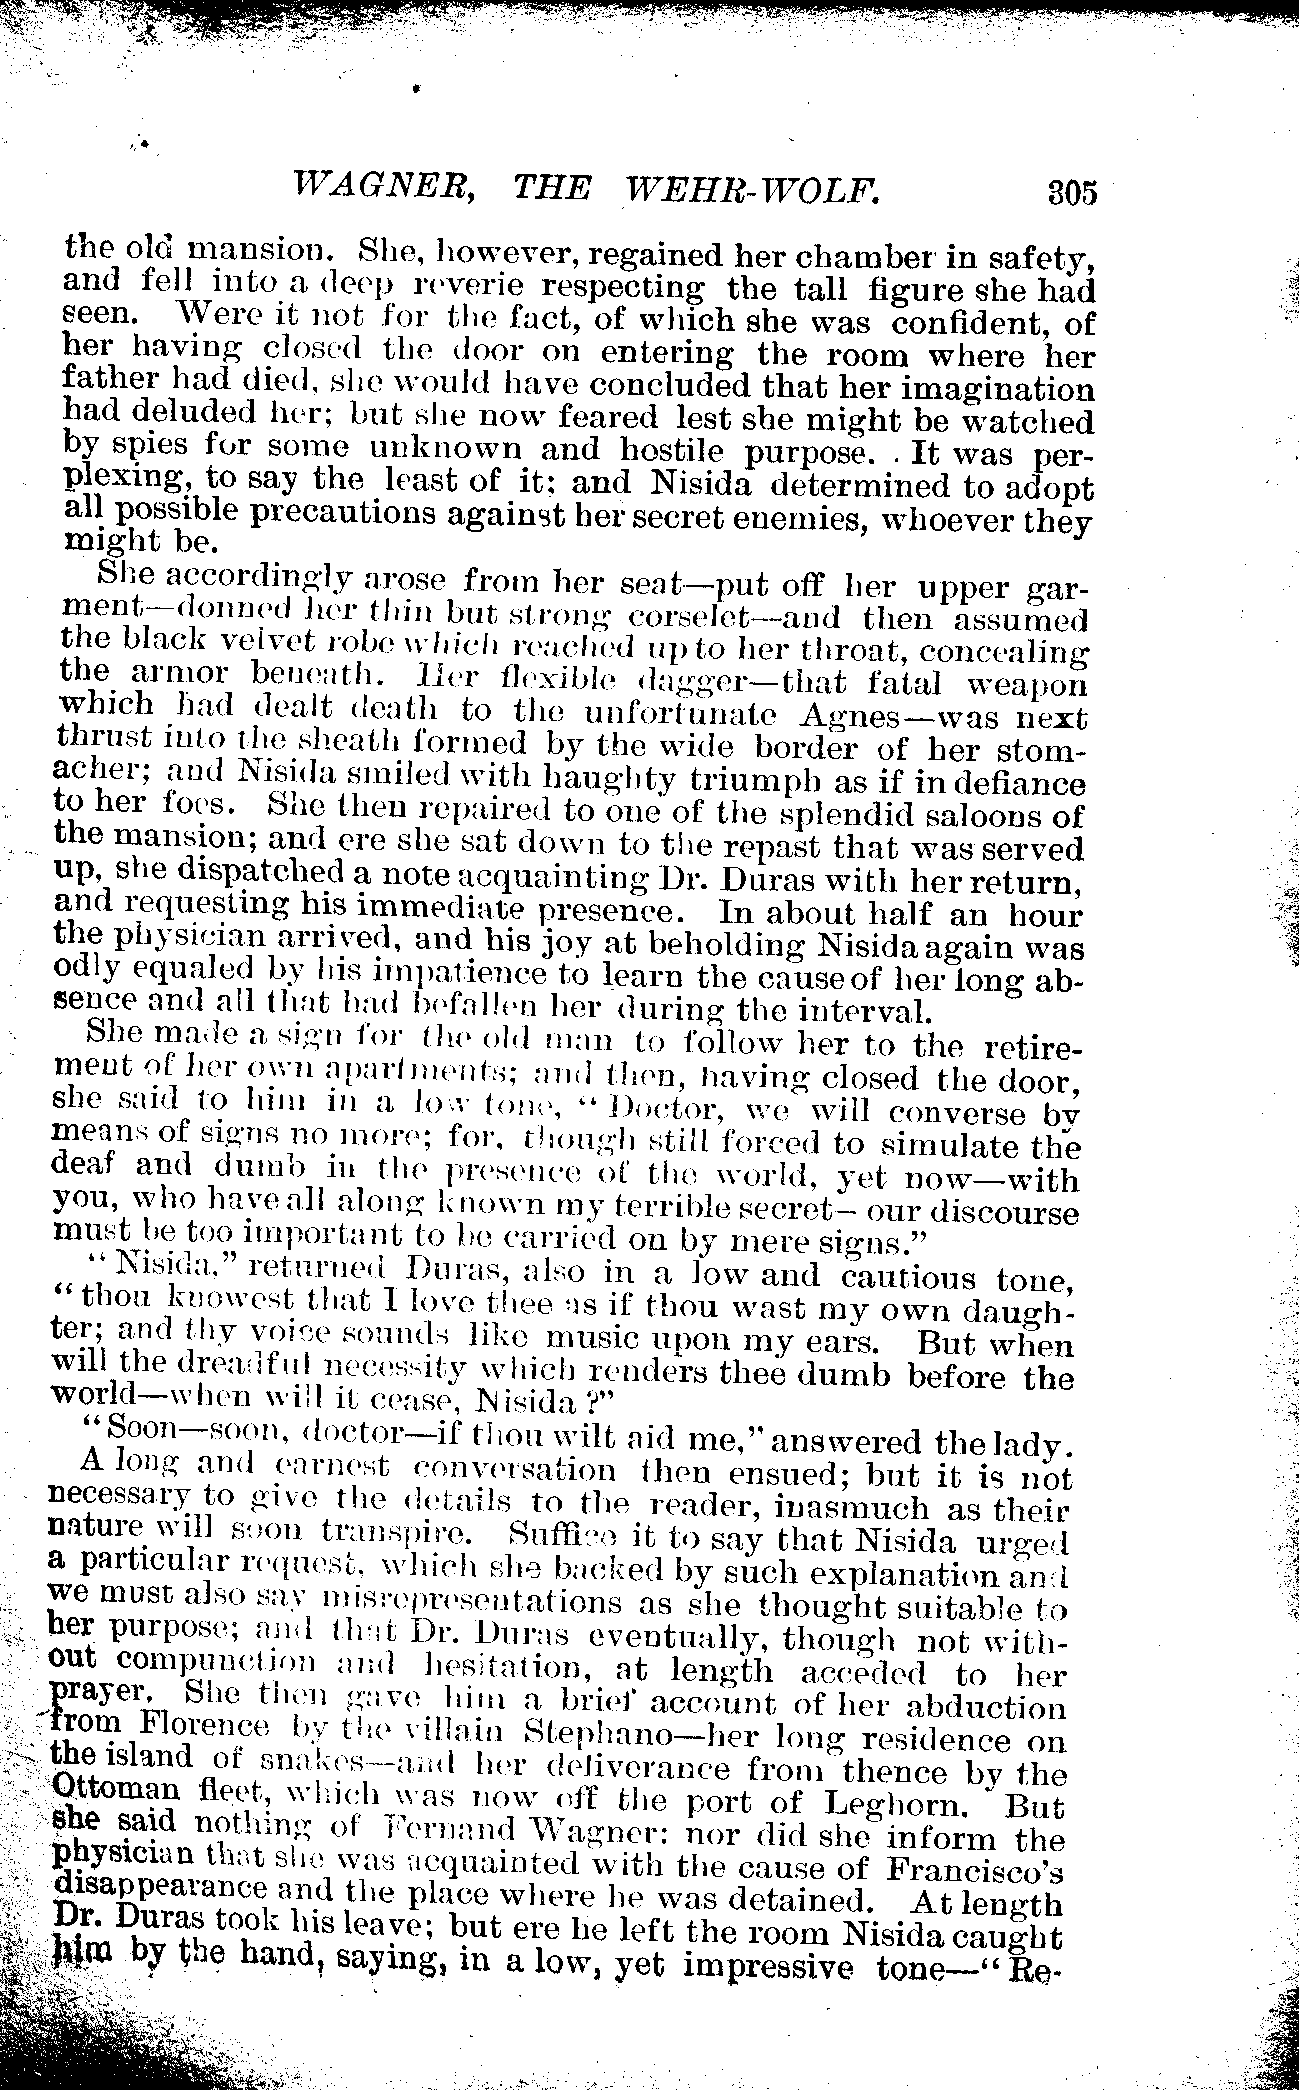 WAGNER, THE WEHR-WOLF. 305
the old mansion. She, however, regained her chamber in safety,
and fell into a deep reverie respecting the tall figure she had
seen. Were it not for the fact, of which she was confident, of
her having closed the door on entering the room where her
father had died, she would have concluded that her imagination
had deluded her; but she now feared lest she might be watched
by spies for some unknown and hostile purpose. . It was per-
plexing, to say the least of it; and Nisida determined to adopt
all possible precautions against her secret enemies, whoever they
might be.
She accordingly arose from her seat—put off her upper gar-
ment—donned her thin but strong corselet—and then assumed
the black velvet robe which reached up to her throat, concealing
the armor beneath. Her flexible dagger—that fatal weapon
which had dealt death to the unfortunate Agnes—was next
thrust into the sheath formed by the wide border of her stom-
acher; and Nisida smiled with haughty triumph as if in defiance
to her foes. She then repaired to one of the splendid saloons of
the mansion; and ere she sat down to the repast that was served
up, she dispatched a note acquainting Dr. Duras with her return,
and requesting his immediate presence. In about half an hour
the physician arrived, and his joy at beholding Nisida again was
odly equaled by his impatience to learn the cause of her long ab-
sence and all that had befallen her during the interval.
She made a sign for the old man to follow her to the retire-
ment of her own apartments; and then, having closed the door,
she said to him in a low tone, "Doctor, we will converse by
means of signs no more; for, though still forced to simulate the
deaf and dumb in the presence of the world, yet now—with
you, who have all along known my terrible secret— our discourse
must be too important to be carried on by mere signs."
"Nisida," returned Duras, also in a low and cautious tone,
"thou knowest that I love thee as if thou wast my own daugh-
ter; and thy voice sounds like music upon my ears. But when
will the dreadful necessity which renders thee dumb before the
world—when will it cease, Nisida?"
"Soon—soon, doctor—if thou wilt aid me," answered the lady.
A long and earnest conversation then ensued; but it is not
necessary to give the details to the reader, inasmuch as their
nature will soon transpire. Suffice it to say that Nisida urged
a particular request, which she backed by such explanation and
we must also say misrepresentations as she thought suitable to
her purpose; and that Dr. Duras eventually, though not with-
out compunction and hesitation, at length acceded to her
prayer. She then gave him a brief account of her abduction
from Florence by the villain Stephano—her long residence on
the island of snakes—and her deliverance from thence by the
Ottoman fleet, which was now off the port of Leghorn. But
she said nothing of Fernand Wagner: nor did she inform the
physician that she was acquainted with the cause of Francisco's
disappearance and the place where he was detained. At length
Dr. Duras took his leave; but ere he left the room Nisida caught
him by the hand, saying, in a low, yet impressive tone—"Re-